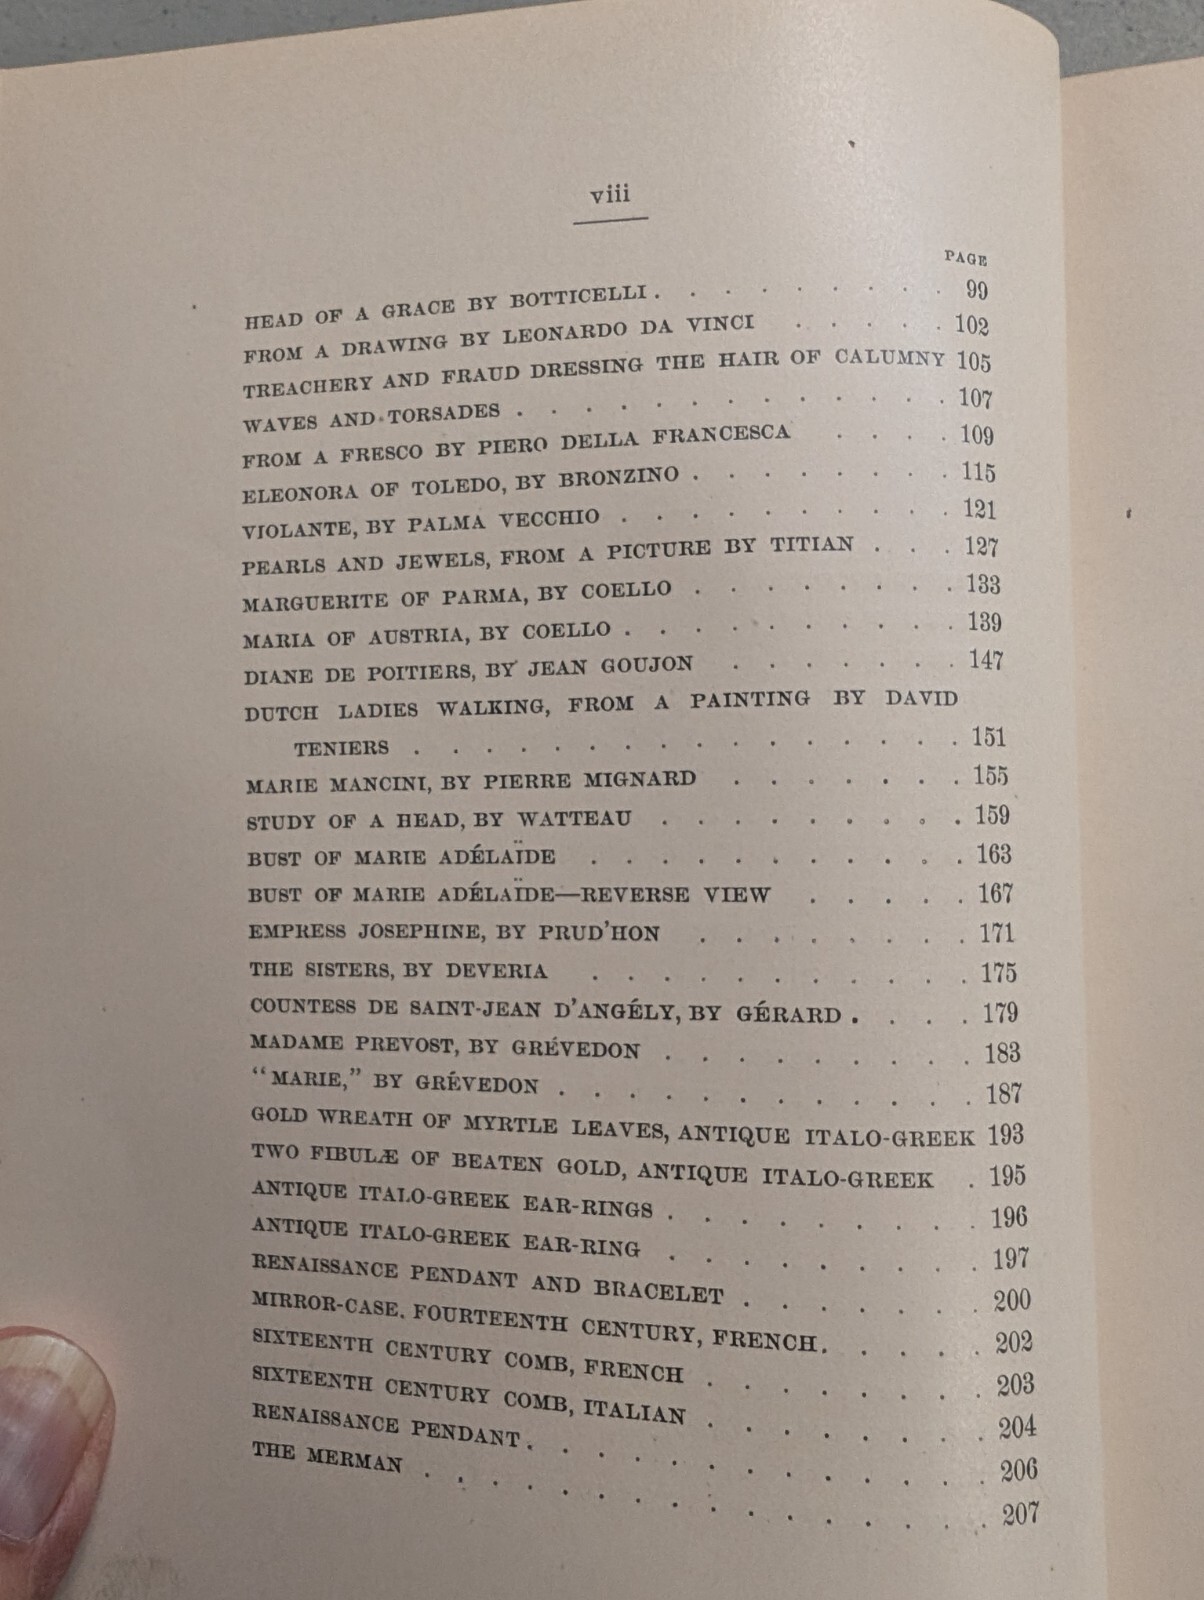 viii
PAGE
HEAD OF A GRACE BY BOTTICELLI . . . . . . . . . 99
FROM A DRAWING BY LEONARDO DA VINCI . . . . . 102
TREACHERY AND FRAUD DRESSING THE HAIR OF CALUMNY 105
WAVES AND TORSADES . . . . . . . . . . . . . 107
FROM A FRESCO BY PIERO DELLA FRANCESCA . . . . 109
ELEONORA OF TOLEDO, BY BRONZINO . . . . . . . . 115
VIOLANTE, BY PALMA VECCHIO . . . . . . . . . . 121
PEARLS AND JEWELS, FROM A PICTURE BY TITIAN . . . 127
MARGUERITE OF PARMA, BY COELLO . . . . . . . . 133
MARIA OF AUSTRIA, BY COELLO . . . . . . . . . . 139
DIANE DE POITIERS, BY JEAN GOUJON . . . . . . . 147
DUTCH LADIES WALKING, FROM A PAINTING BY DAVID
TENIERS . . . . . . . . . . . . . . . . 151
MARIE MANCINI, BY PIERRE MIGNARD . . . . . . . 155
STUDY OF A HEAD, BY WATTEAU . . . . . . . . . 159
BUST OF MARIE ADÉLAÏDE . . . . . . . . . . . 163
BUST OF MARIE ADÉLAÏDE—REVERSE VIEW . . . . . 167
EMPRESS JOSEPHINE, BY PRUD'HON . . . . . . . . 171
THE SISTERS, BY DEVERIA . . . . . . . . . . . 175
COUNTESS DE SAINT-JEAN D'ANGÉLY, BY GÉRARD . . . . 179
MADAME PREVOST, BY GRÉVEDON . . . . . . . . . 183
"MARIE," BY GRÉVEDON . . . . . . . . . . . . 187
GOLD WREATH OF MYRTLE LEAVES, ANTIQUE ITALO-GREEK 193
TWO FIBULÆ OF BEATEN GOLD, ANTIQUE ITALO-GREEK . 195
ANTIQUE ITALO-GREEK EAR-RINGS . . . . . . . . . 196
ANTIQUE ITALO-GREEK EAR-RING . . . . . . . . . 197
RENAISSANCE PENDANT AND BRACELET . . . . . . . 200
MIRROR-CASE, FOURTEENTH CENTURY, FRENCH . . . . . 202
SIXTEENTH CENTURY COMB, FRENCH . . . . . . . . 203
SIXTEENTH CENTURY COMB, ITALIAN . . . . . . . . 204
RENAISSANCE PENDANT . . . . . . . . . . . . . 206
THE MERMAN . . . . . . . . . . . . . . . . 207